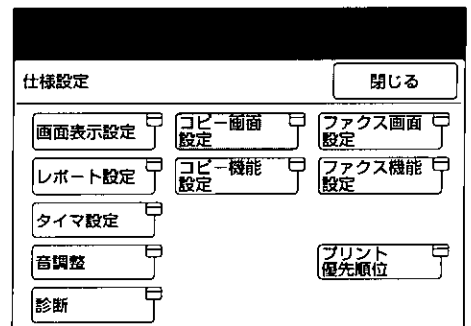 仕様設定
閉じる
画面表示設定
コピー画面
設定
ファクス画面
設定
レポート設定
コピー機能
設定
ファクス機能
設定
タイマ設定
音調整
プリント
優先順位
診断